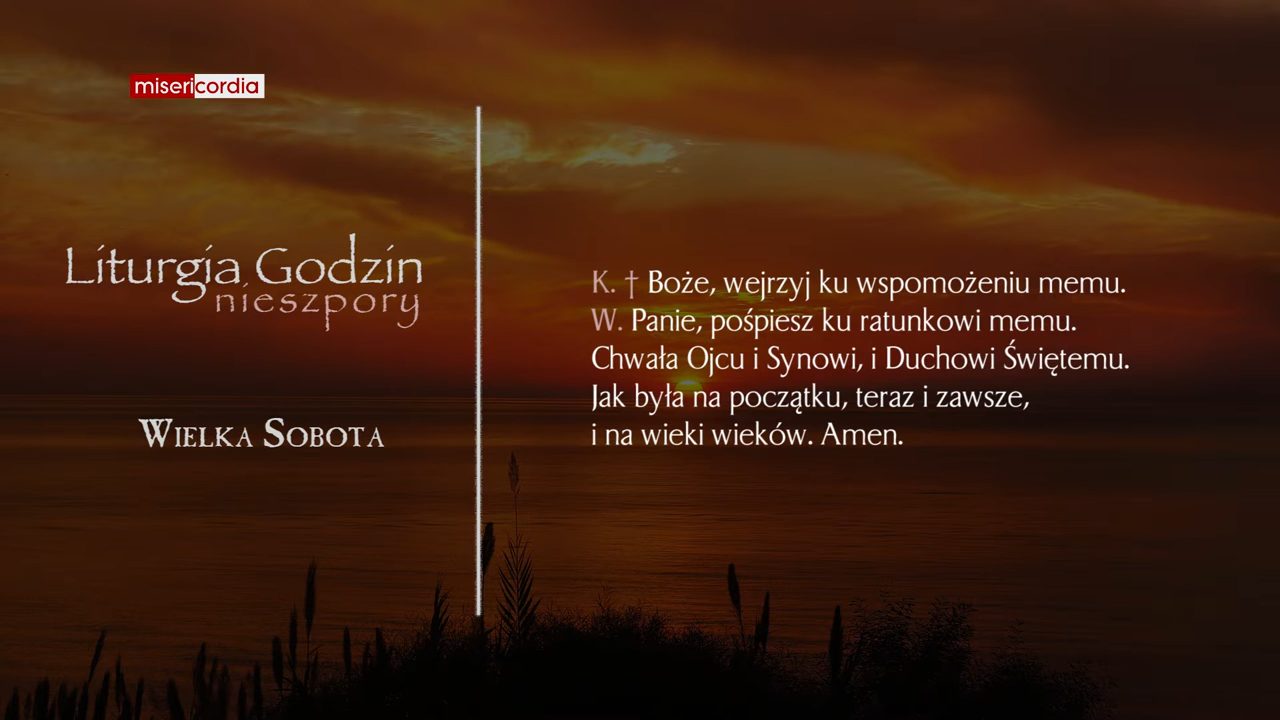 misericordia
Liturgia Godzin
nieszpory
Wielka Sobota
K. † Boże, wejrzyj ku wspomożeniu memu.
W. Panie, pośpiesz ku ratunkowi memu.
Chwała Ojcu i Synowi, i Duchowi Świętemu.
Jak była na początku, teraz i zawsze,
i na wieki wieków. Amen.